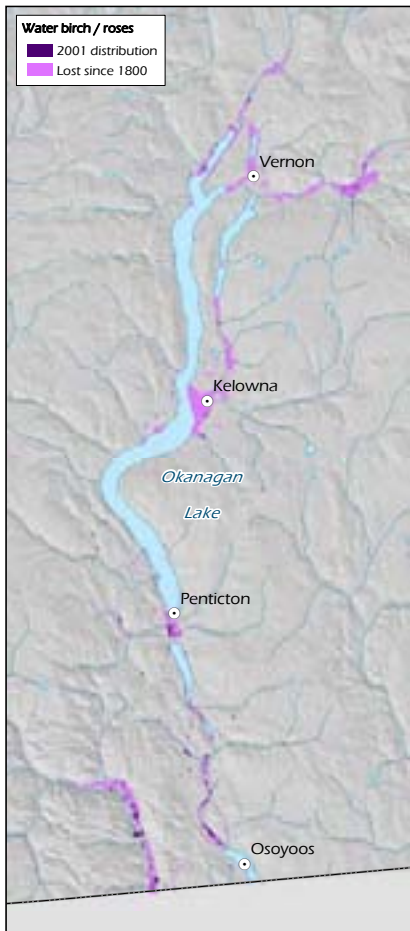 Water birch / roses
2001 distribution
Lost since 1800
Vernon
Kelowna
Okanagan
Lake
Penticton
Osoyoos